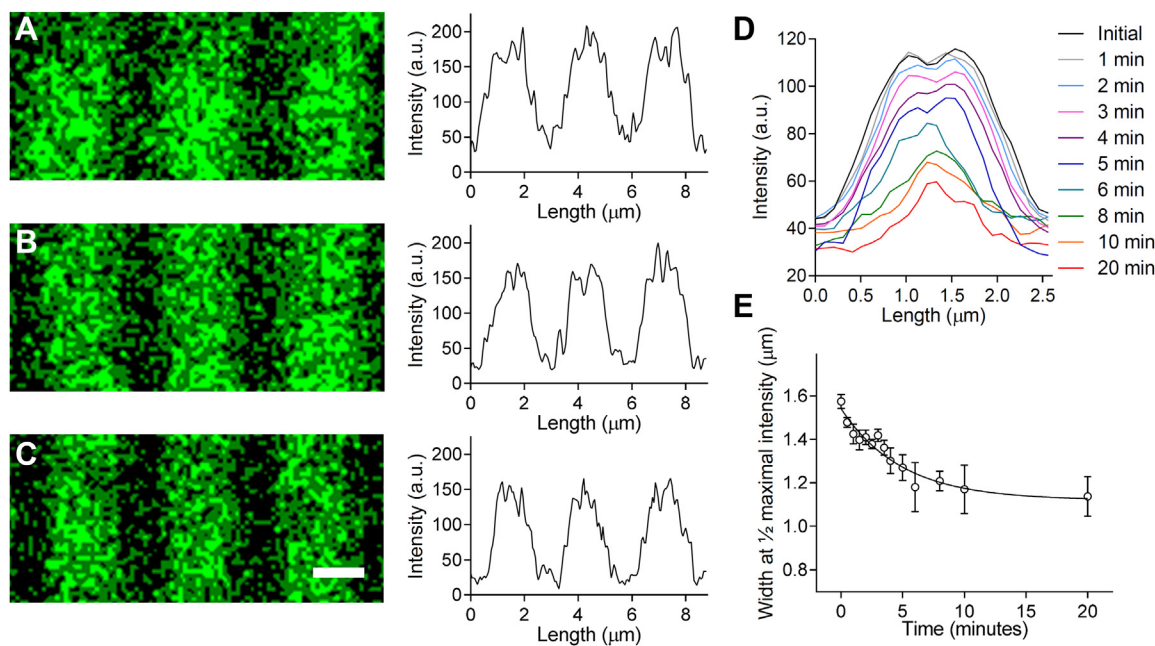 A
Intensity (a.u.)
200
150
100
50
0
0 2 4 6 8
Length (μm)
B
Intensity (a.u.)
200
150
100
50
0
0 2 4 6 8
Length (μm)
C
Intensity (a.u.)
200
150
100
50
0
0 2 4 6 8
Length (μm)
D
Intensity (a.u.)
120
100
80
60
40
20
0.0 0.5 1.0 1.5 2.0 2.5
Length (μm)
Initial
1 min
2 min
3 min
4 min
5 min
6 min
8 min
10 min
20 min
E
Width at ½ maximal intensity (μm)
1.6
1.4
1.2
1.0
0.8
0 5 10 15 20
Time (minutes)